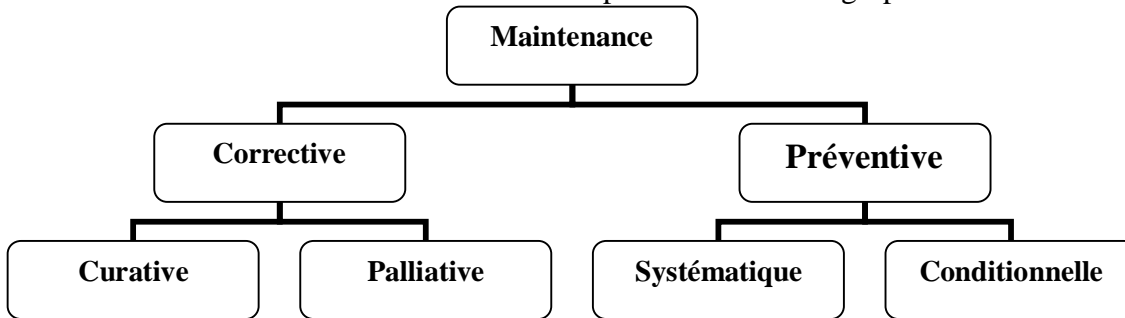 Maintenance
Corrective
Préventive
Curative
Palliative
Systématique
Conditionnelle